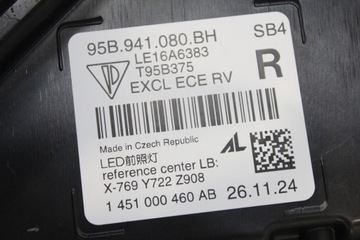 95B.941.080.BH SB4
LE16A6383
T95B375 R
EXCL ECE RV
Made in Czech Republic AL
LED前照灯
reference center LB:
X-769 Y722 Z908
1 451 000 460 AB 26.11.24